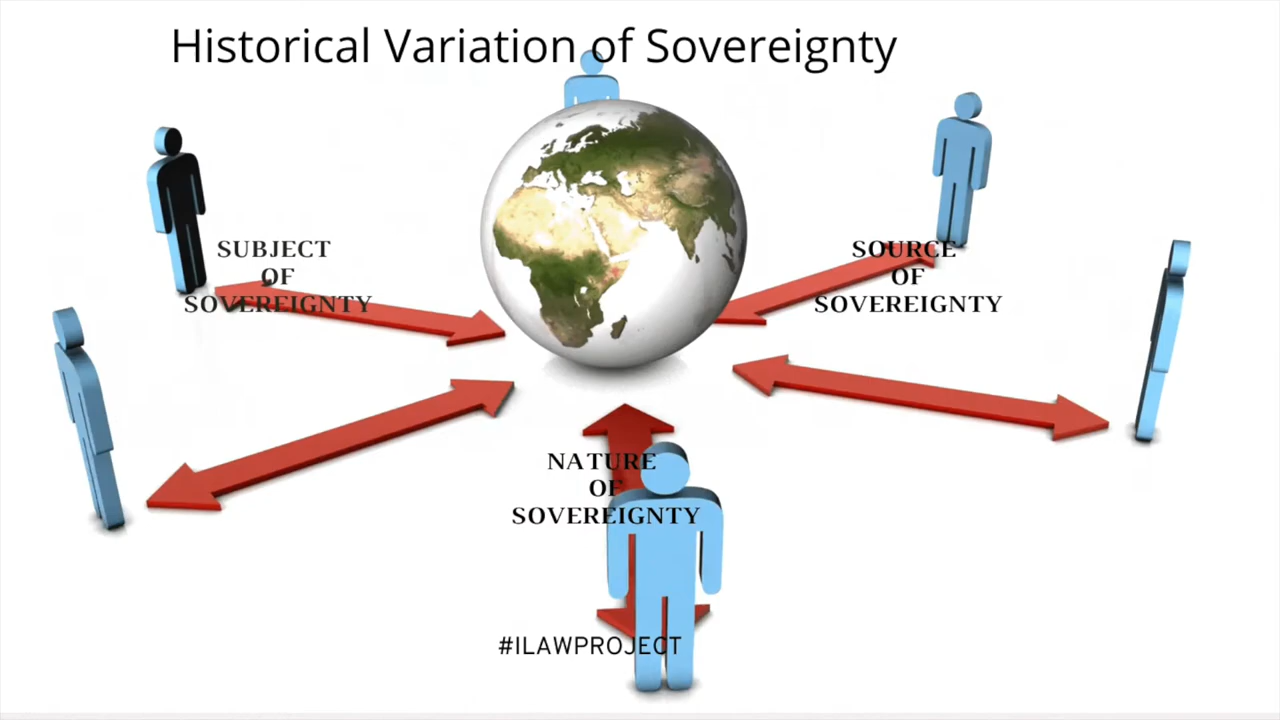 Historical Variation of Sovereignty
SUBJECT
OF
SOVEREIGNTY
SOURCE
OF
SOVEREIGNTY
NATURE
OF
SOVEREIGNTY
#ILAWPROJECT